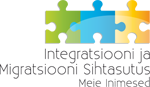 Integratsiooni ja
Migratsiooni Sihtasutus
Meie Inimesed